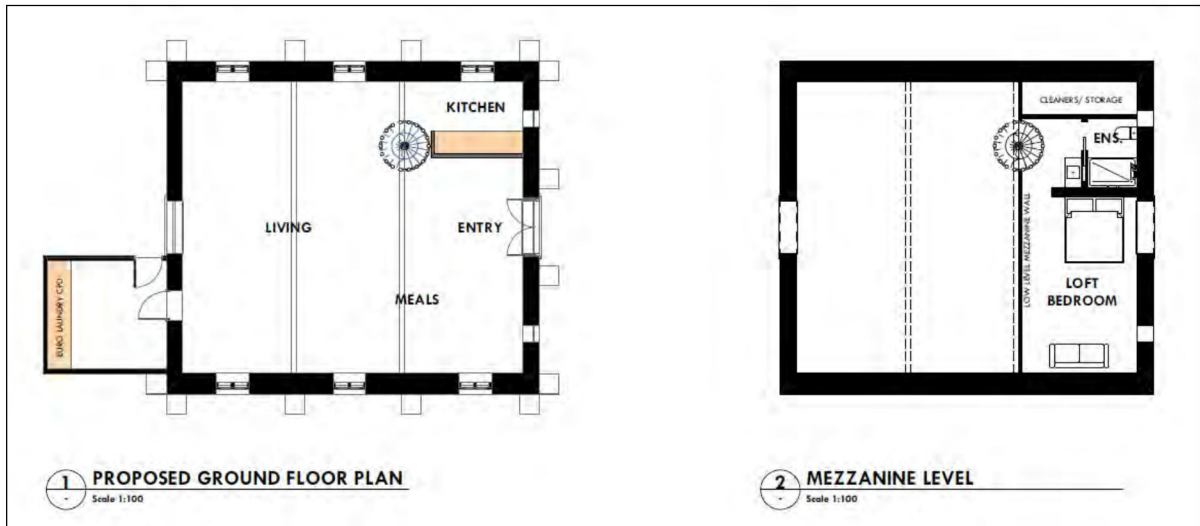 KITCHEN
LIVING
ENTRY
MEALS
EURO LAUNDRY CPD
1
PROPOSED GROUND FLOOR PLAN
Scale 1:100
CLEANERS/ STORAGE
ENS.
LOW LEVEL MEZZANINE WALL
LOFT
BEDROOM
2
MEZZANINE LEVEL
Scale 1:100